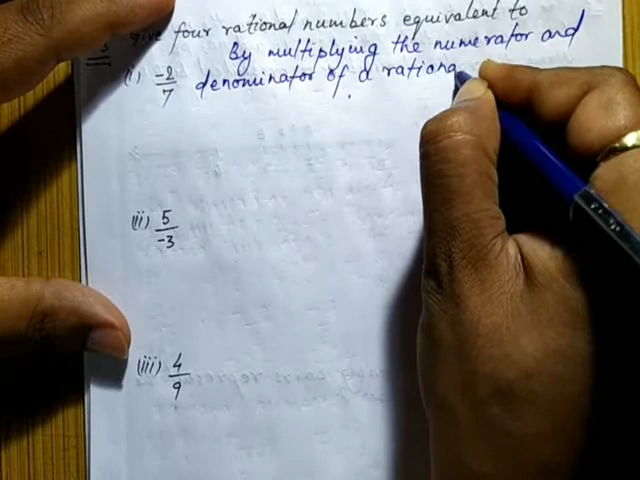 give four rational numbers equivalent to
By multiplying the numerator and
(i) -2/7 denominator of a rationa
(ii) 5/-3
(iii) 4/9